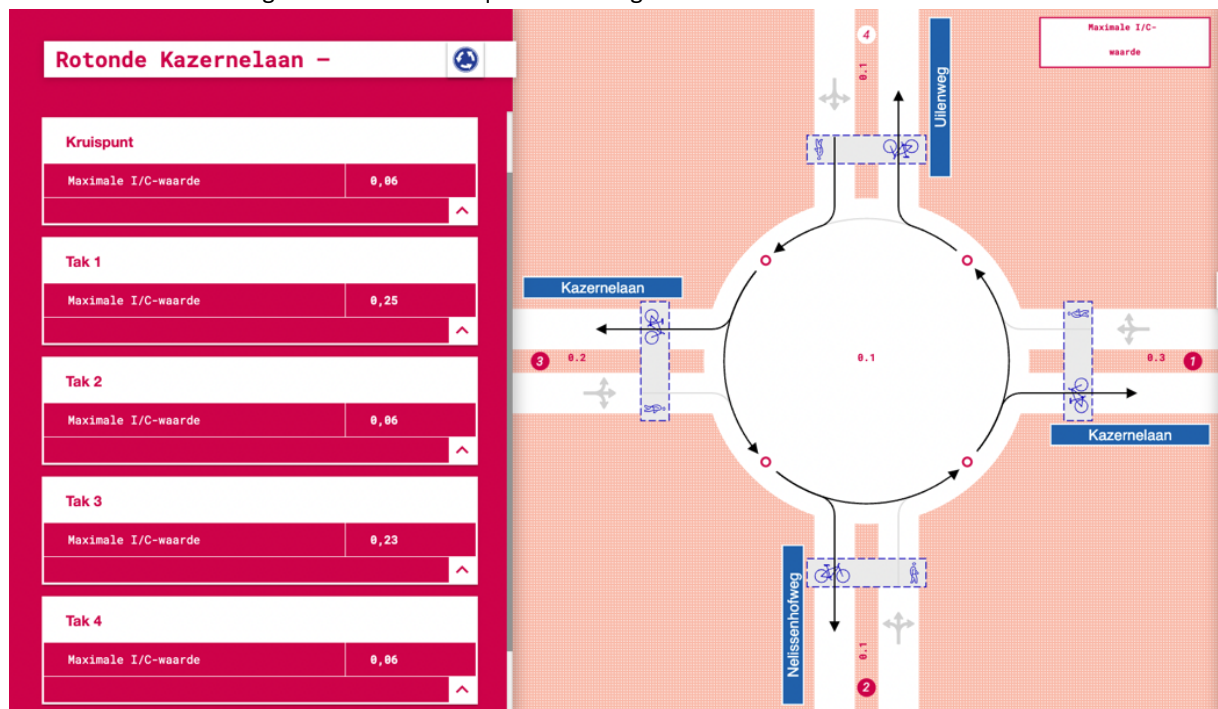 Rotonde Kazernelaan –
Kruispunt
Maximale I/C-waarde 0,06
Tak 1
Maximale I/C-waarde 0,25
Tak 2
Maximale I/C-waarde 0,06
Tak 3
Maximale I/C-waarde 0,23
Tak 4
Maximale I/C-waarde 0,06
Maximale I/C-
waarde
4
0.1
Uilenweg
Kazernelaan
3 0.2
0.1
0.3 1
Kazernelaan
Nelissenhofweg
0.1
2